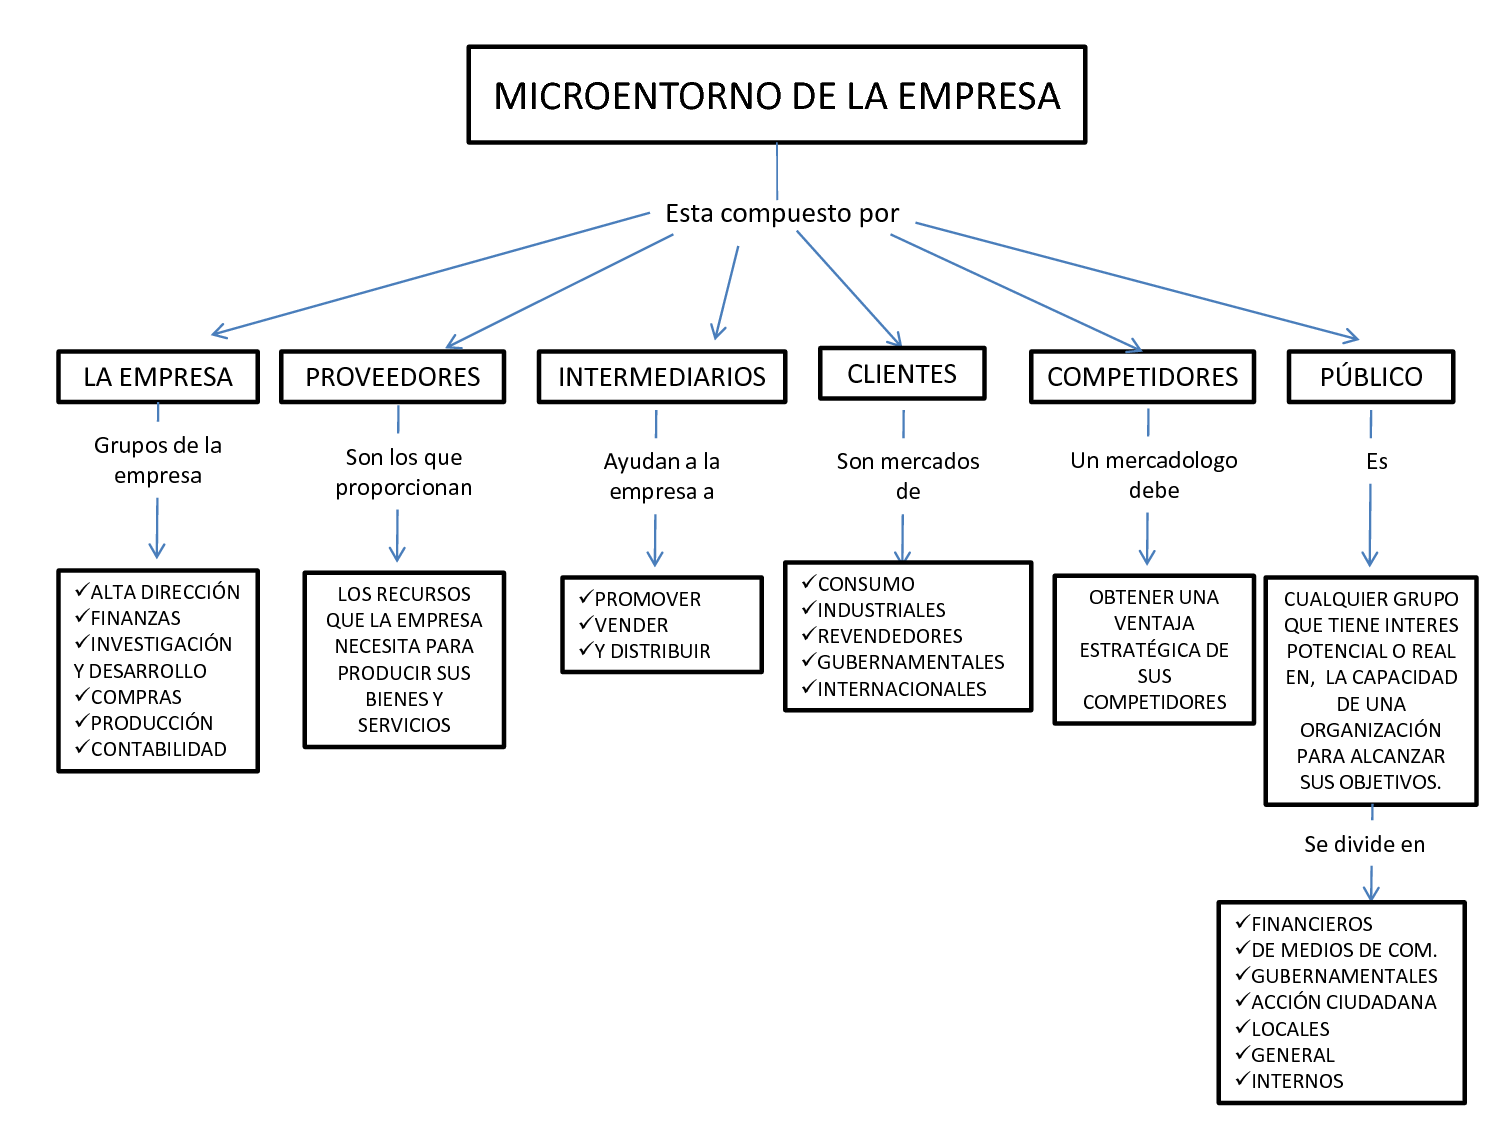 MICROENTORNO DE LA EMPRESA
Esta compuesto por
LA EMPRESA
Grupos de la
empresa
✓ALTA DIRECCIÓN
✓FINANZAS
✓INVESTIGACIÓN
Y DESARROLLO
✓COMPRAS
✓PRODUCCIÓN
✓CONTABILIDAD
PROVEEDORES
Son los que
proporcionan
LOS RECURSOS
QUE LA EMPRESA
NECESITA PARA
PRODUCIR SUS
BIENES Y
SERVICIOS
INTERMEDIARIOS
Ayudan a la
empresa a
✓PROMOVER
✓VENDER
✓Y DISTRIBUIR
CLIENTES
Son mercados
de
✓CONSUMO
✓INDUSTRIALES
✓REVENDEDORES
✓GUBERNAMENTALES
✓INTERNACIONALES
COMPETIDORES
Un mercadologo
debe
OBTENER UNA
VENTAJA
ESTRATÉGICA DE
SUS
COMPETIDORES
PÚBLICO
Es
CUALQUIER GRUPO
QUE TIENE INTERES
POTENCIAL O REAL
EN, LA CAPACIDAD
DE UNA
ORGANIZACIÓN
PARA ALCANZAR
SUS OBJETIVOS.
Se divide en
✓FINANCIEROS
✓DE MEDIOS DE COM.
✓GUBERNAMENTALES
✓ACCIÓN CIUDADANA
✓LOCALES
✓GENERAL
✓INTERNOS